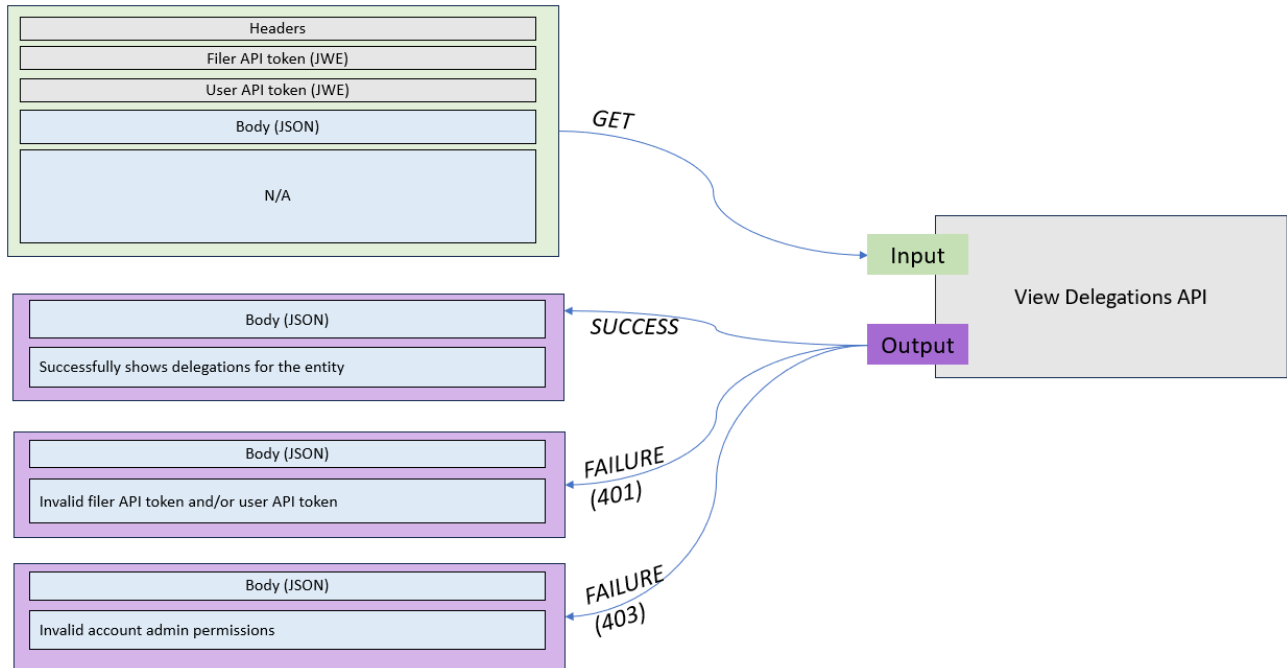 Headers
Filer API token (JWE)
User API token (JWE)
Body (JSON)
N/A
GET
Input
View Delegations API
Output
SUCCESS
Body (JSON)
Successfully shows delegations for the entity
FAILURE
(401)
Body (JSON)
Invalid filer API token and/or user API token
FAILURE
(403)
Body (JSON)
Invalid account admin permissions